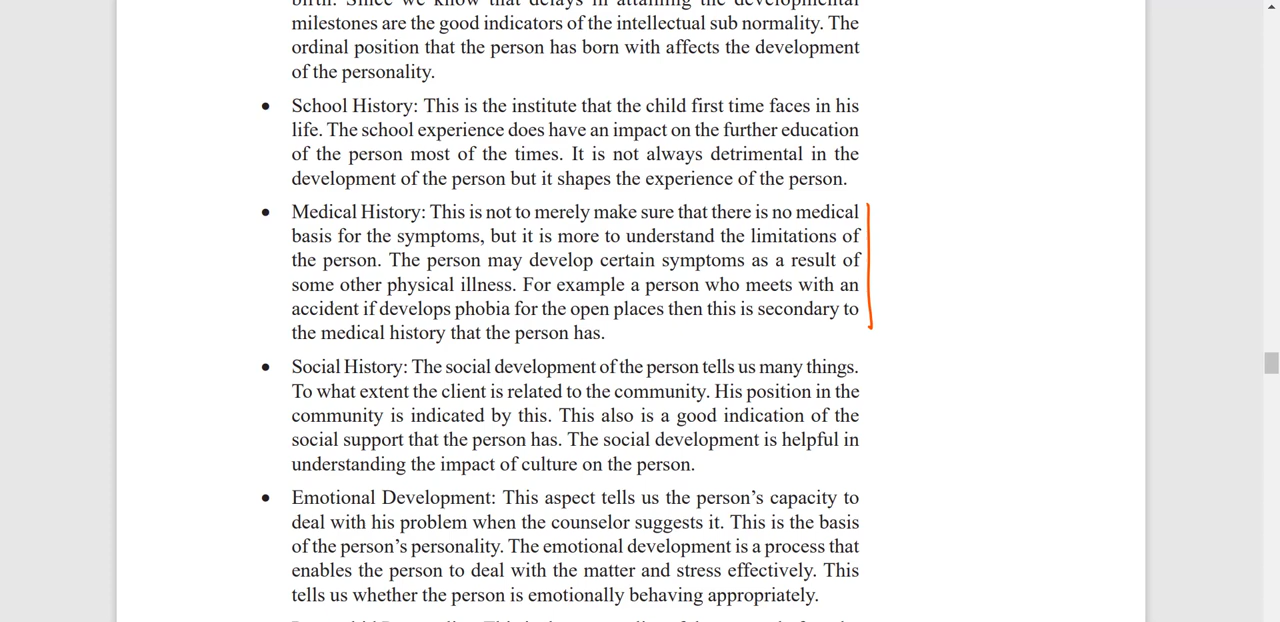 milestones are the good indicators of the intellectual sub normality. The
ordinal position that the person has born with affects the development
of the personality.
• School History: This is the institute that the child first time faces in his
life. The school experience does have an impact on the further education
of the person most of the times. It is not always detrimental in the
development of the person but it shapes the experience of the person.
• Medical History: This is not to merely make sure that there is no medical
basis for the symptoms, but it is more to understand the limitations of
the person. The person may develop certain symptoms as a result of
some other physical illness. For example a person who meets with an
accident if develops phobia for the open places then this is secondary to
the medical history that the person has.
• Social History: The social development of the person tells us many things.
To what extent the client is related to the community. His position in the
community is indicated by this. This also is a good indication of the
social support that the person has. The social development is helpful in
understanding the impact of culture on the person.
• Emotional Development: This aspect tells us the person's capacity to
deal with his problem when the counselor suggests it. This is the basis
of the person's personality. The emotional development is a process that
enables the person to deal with the matter and stress effectively. This
tells us whether the person is emotionally behaving appropriately.